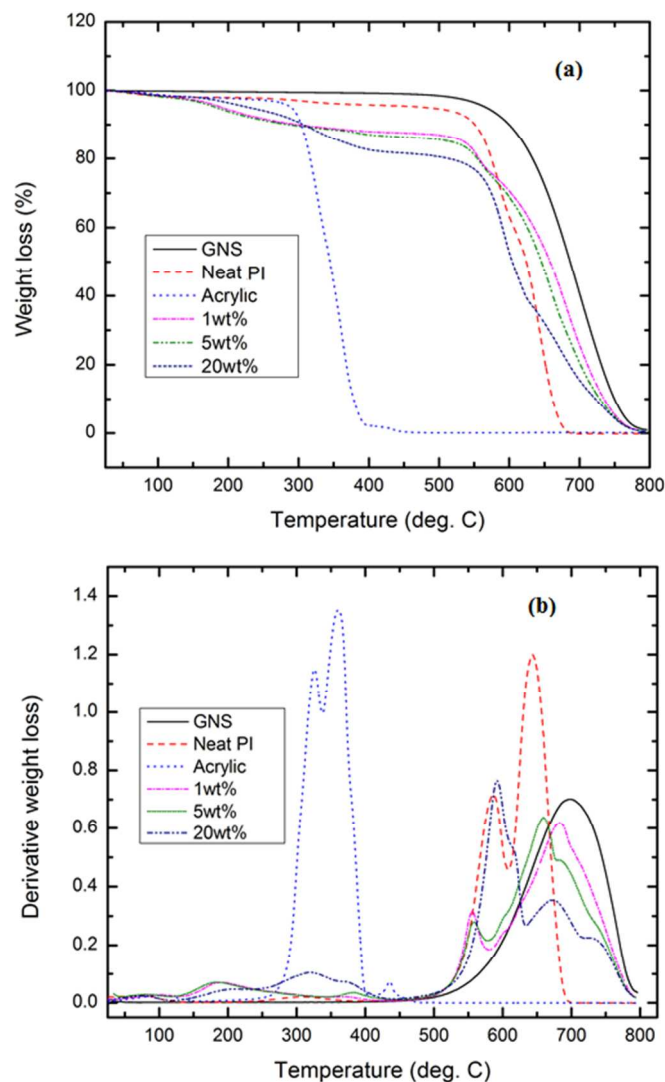 (a)
Weight loss (%)
120
100
80
60
40
20
0
GNS
Neat PI
Acrylic
1wt%
5wt%
20wt%
100 200 300 400 500 600 700 800
Temperature (deg. C)
(b)
Derivative weight loss)
1.4
1.2
1.0
0.8
0.6
0.4
0.2
0.0
GNS
Neat PI
Acrylic
1wt%
5wt%
20wt%
100 200 300 400 500 600 700 800
Temperature (deg. C)